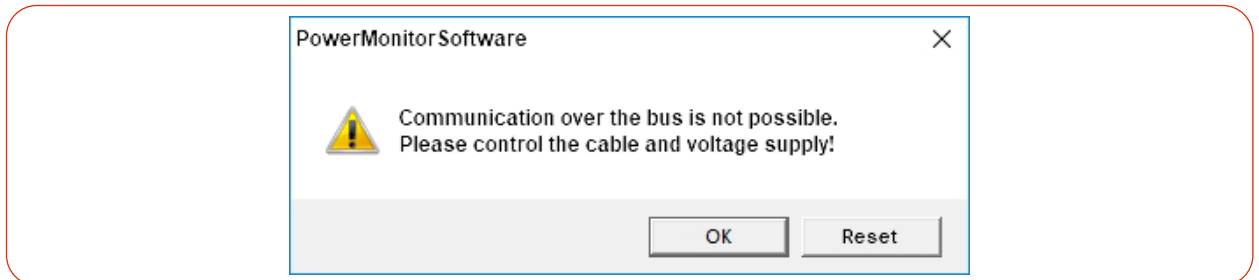 PowerMonitorSoftware
Communication over the bus is not possible.
Please control the cable and voltage supply!
OK
Reset